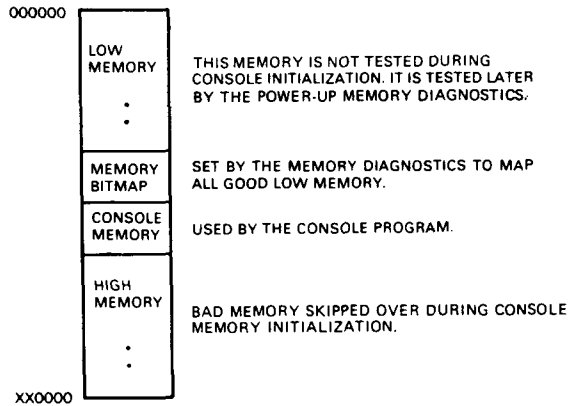 000000
LOW
MEMORY
THIS MEMORY IS NOT TESTED DURING
CONSOLE INITIALIZATION. IT IS TESTED LATER
BY THE POWER-UP MEMORY DIAGNOSTICS.
MEMORY
BITMAP
SET BY THE MEMORY DIAGNOSTICS TO MAP
ALL GOOD LOW MEMORY.
CONSOLE
MEMORY
USED BY THE CONSOLE PROGRAM.
HIGH
MEMORY
BAD MEMORY SKIPPED OVER DURING CONSOLE
MEMORY INITIALIZATION.
XX0000